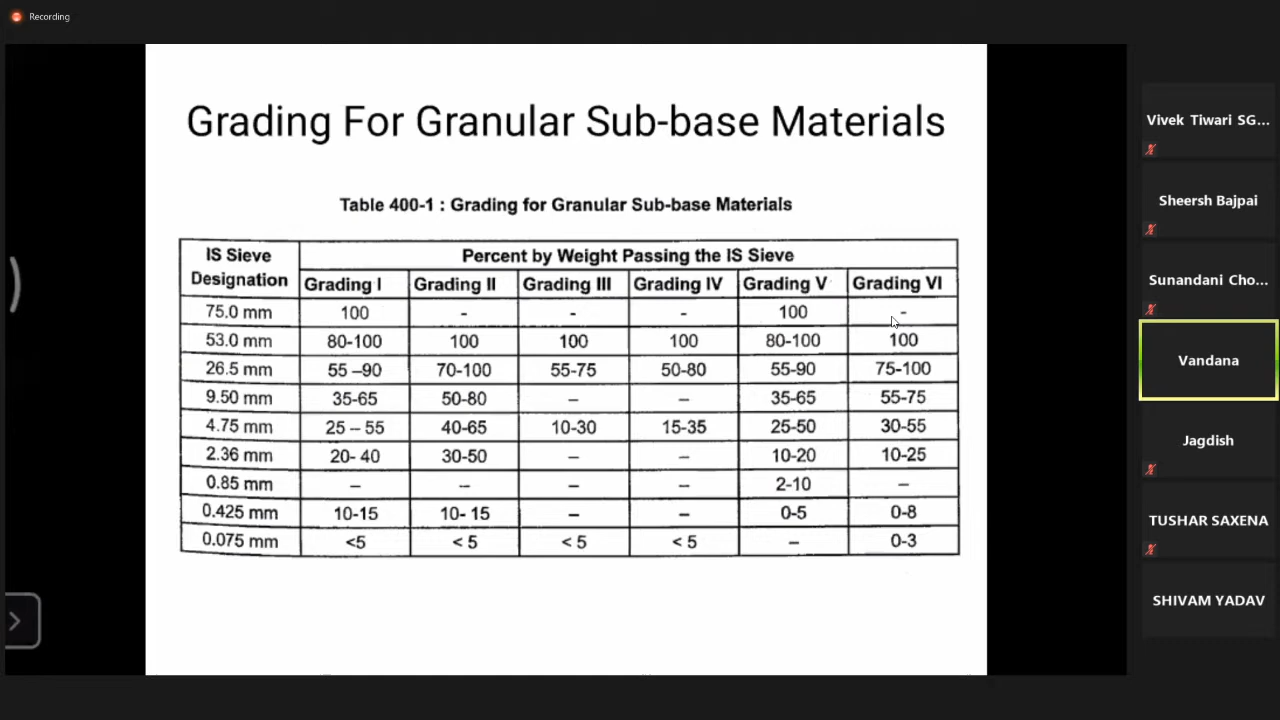 Recording
Grading For Granular Sub-base Materials
Table 400-1 : Grading for Granular Sub-base Materials
IS Sieve Designation Percent by Weight Passing the IS Sieve
Grading I Grading II Grading III Grading IV Grading V Grading VI
75.0 mm 100 - - - 100 -
53.0 mm 80-100 100 100 100 80-100 100
26.5 mm 55 –90 70-100 55-75 50-80 55-90 75-100
9.50 mm 35-65 50-80 – – 35-65 55-75
4.75 mm 25 – 55 40-65 10-30 15-35 25-50 30-55
2.36 mm 20- 40 30-50 – – 10-20 10-25
0.85 mm – – – – 2-10 –
0.425 mm 10-15 10- 15 – – 0-5 0-8
0.075 mm <5 < 5 < 5 < 5 – 0-3
Vivek Tiwari SG...
Sheersh Bajpai
Sunandani Cho...
Vandana
Jagdish
TUSHAR SAXENA
SHIVAM YADAV